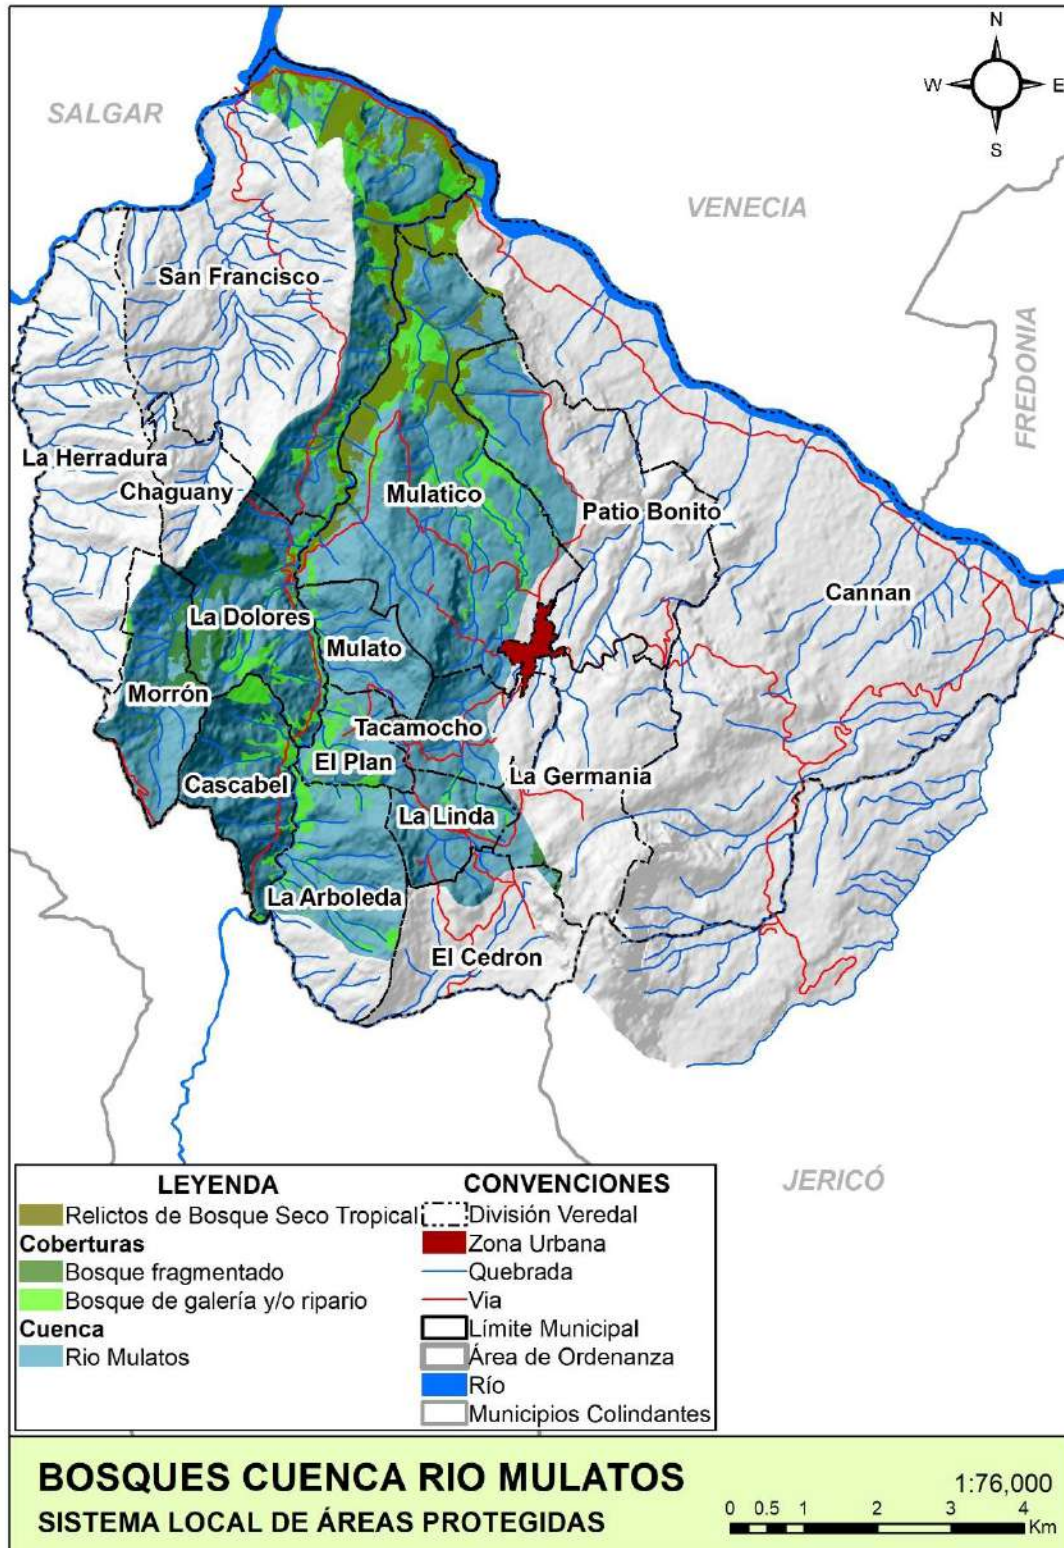 N
W
E
S
SALGAR
VENECIA
FREDONIA
San Francisco
La Herradura
Chaguany
Mulatico
Patio Bonito
Cannan
La Dolores
Mulato
Morrón
Tacamocho
El Plan
Cascabel
La Germania
La Linda
La Arboleda
El Cedron
JERICÓ
LEYENDA
Relictos de Bosque Seco Tropical
Coberturas
Bosque fragmentado
Bosque de galería y/o ripario
Cuenca
Rio Mulatos
CONVENCIONES
División Veredal
Zona Urbana
Quebrada
Via
Límite Municipal
Área de Ordenanza
Río
Municipios Colindantes
BOSQUES CUENCA RIO MULATOS
SISTEMA LOCAL DE ÁREAS PROTEGIDAS
1:76,000
0 0.5 1 2 3 4
Km